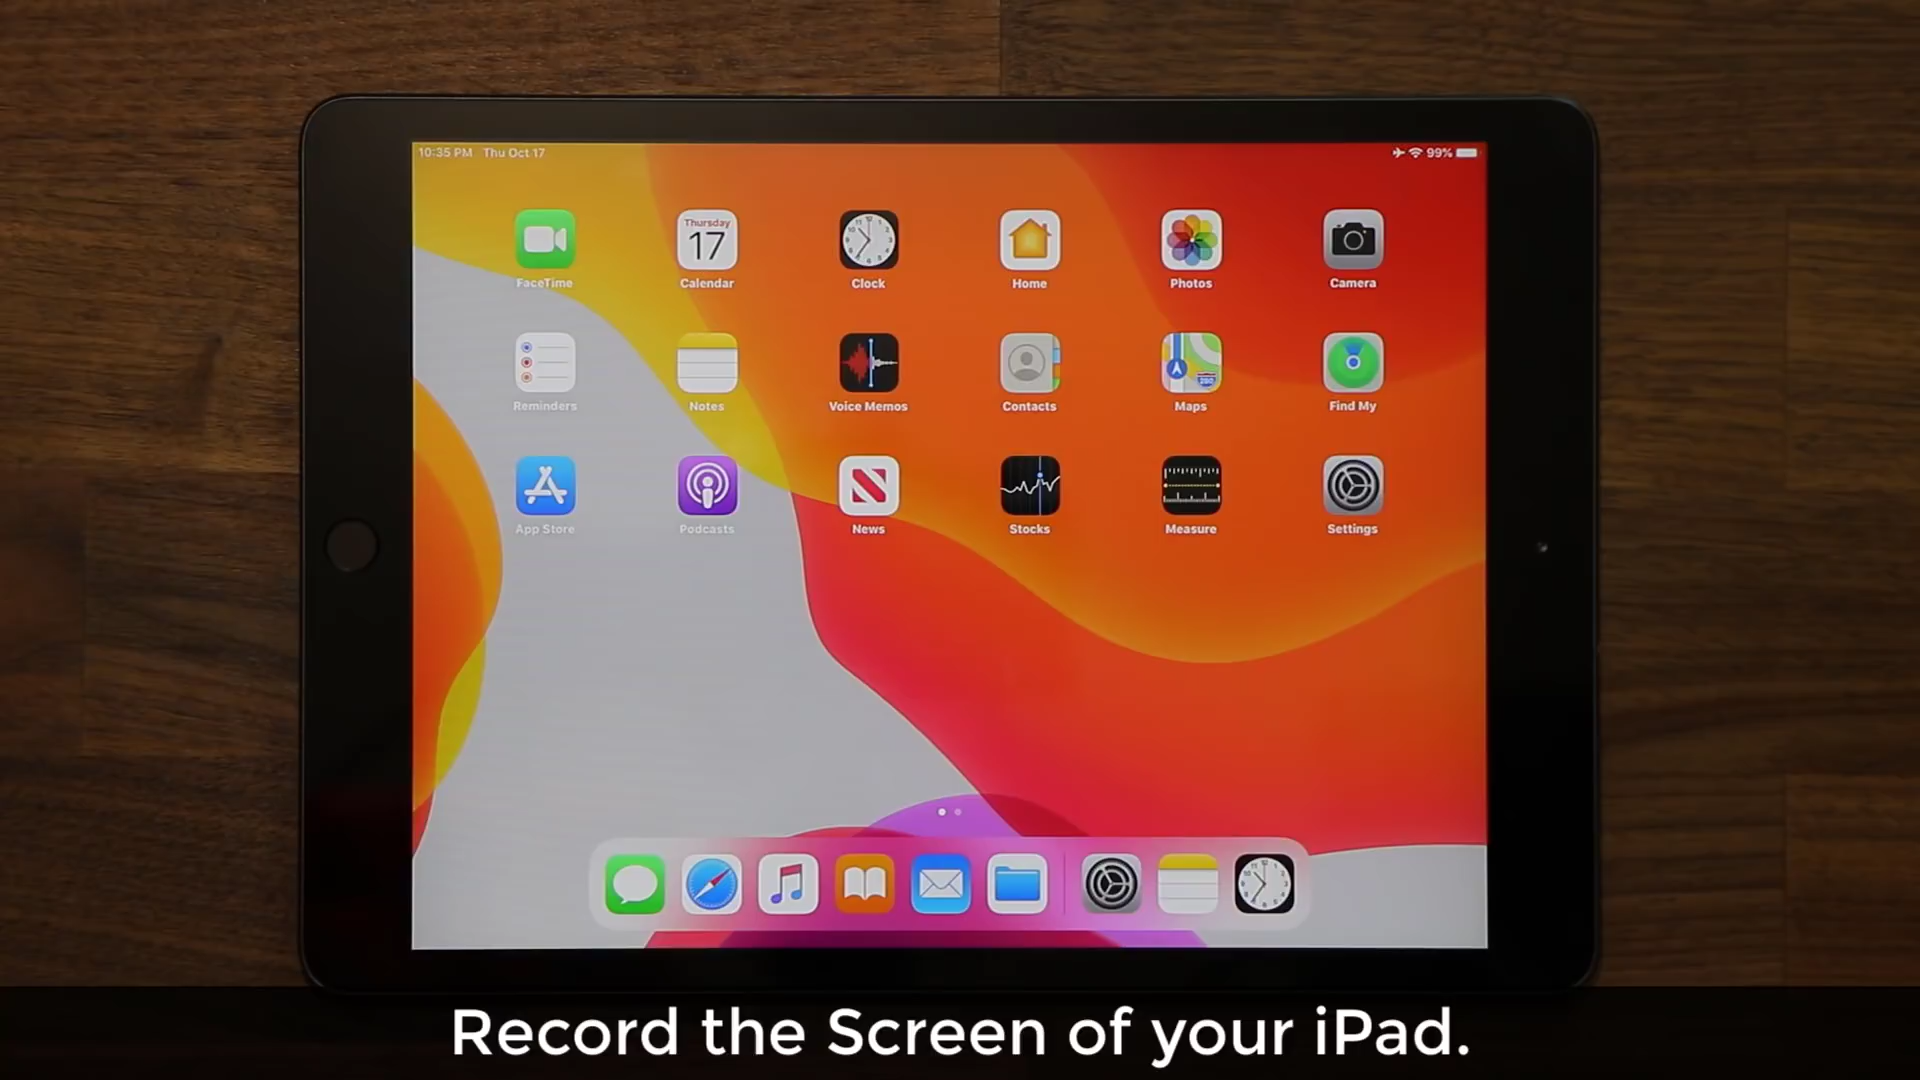 10:35 PM Thu Oct 17
99%
Thursday
17
FaceTime Calendar Clock Home Photos Camera
280
Reminders Notes Voice Memos Contacts Maps Find My
App Store Podcasts News Stocks Measure Settings
Record the Screen of your iPad.